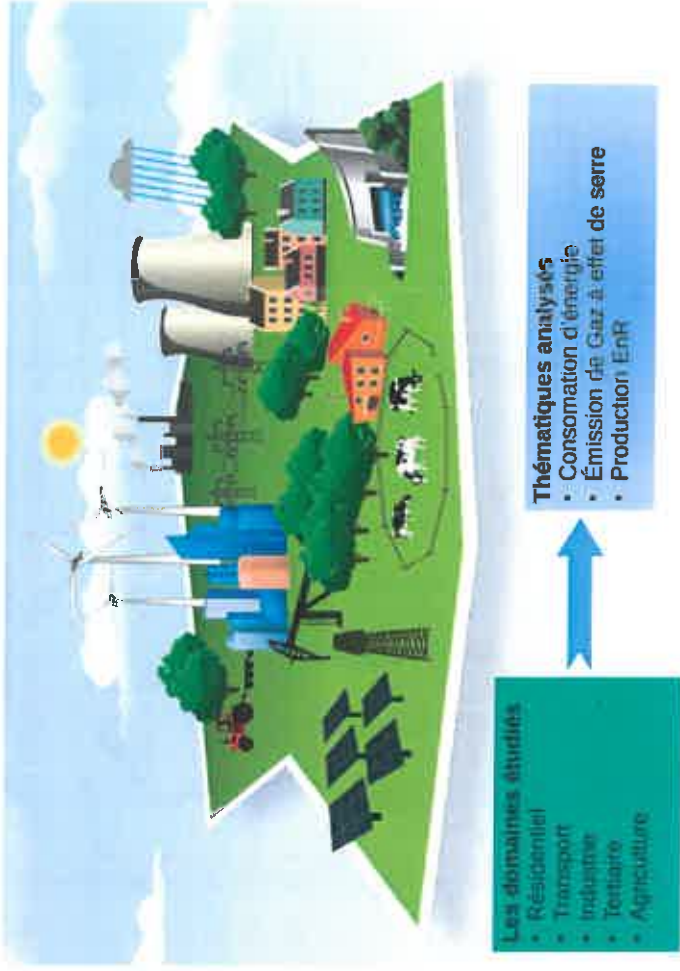 Les domaines étudiés
• Résidentiel
• Transport
• Industrie
• Tertiaire
• Agriculture
Thématiques analysés
• Consomation d'énergie
• Émission de Gaz à effet de serre
• Production EnR